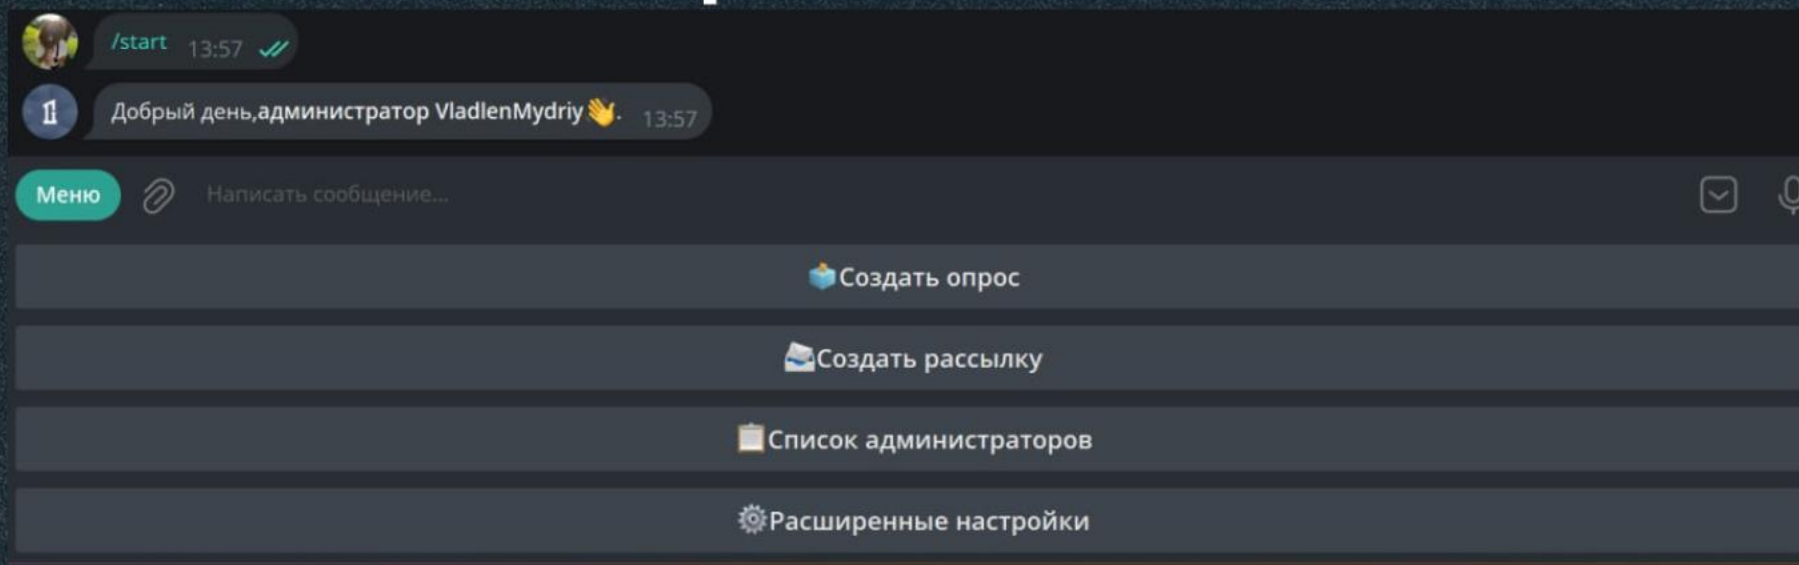 /start 13:57
Добрый день,администратор VladlenMydriy👋. 13:57
Меню Написать сообщение...
🗳Создать опрос
📨Создать рассылку
📋Список администраторов
⚙Расширенные настройки